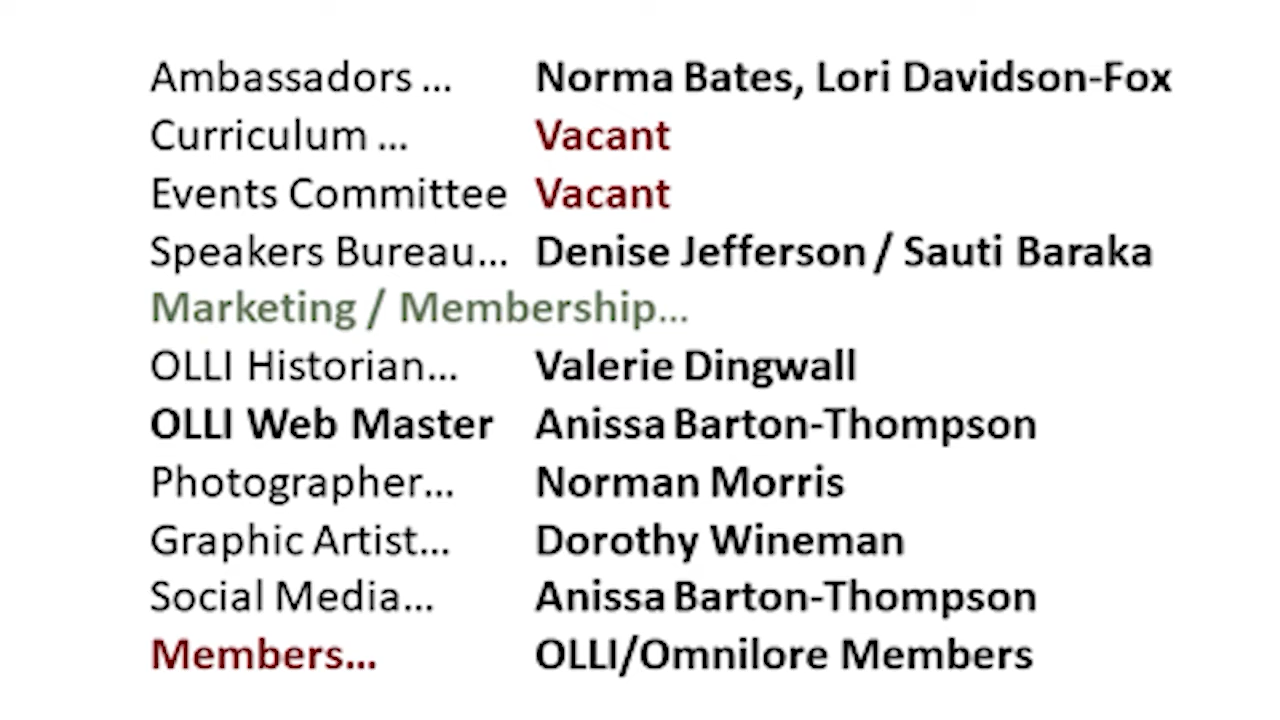 Ambassadors ... Norma Bates, Lori Davidson-Fox
Curriculum ... Vacant
Events Committee Vacant
Speakers Bureau... Denise Jefferson / Sauti Baraka
Marketing / Membership...
OLLI Historian... Valerie Dingwall
OLLI Web Master Anissa Barton-Thompson
Photographer... Norman Morris
Graphic Artist... Dorothy Wineman
Social Media... Anissa Barton-Thompson
Members... OLLI/Omnilore Members